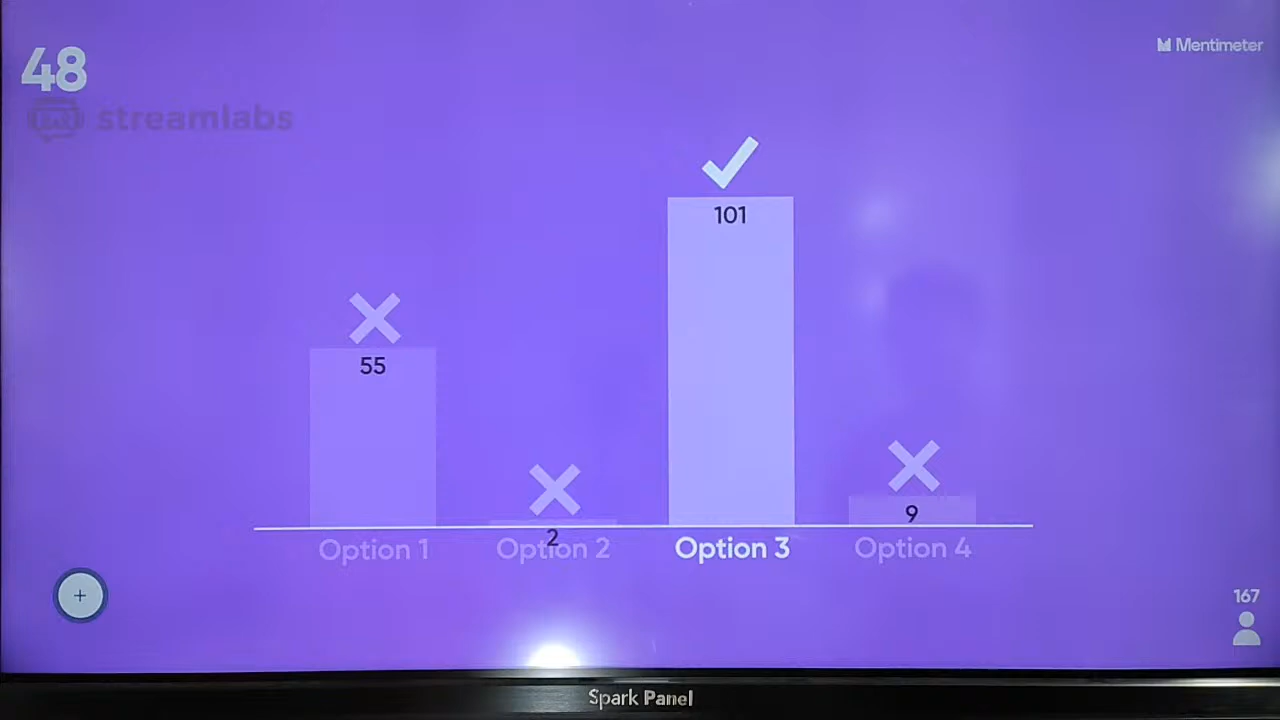 48
Mentimeter
streamlabs
101
55
9
2
Option 1
Option 2
Option 3
Option 4
167
Spark Panel